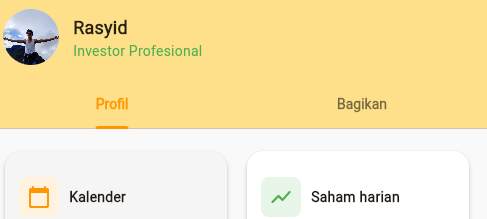 Rasyid
Investor Profesional
Profil
Bagikan
Kalender
Saham harian